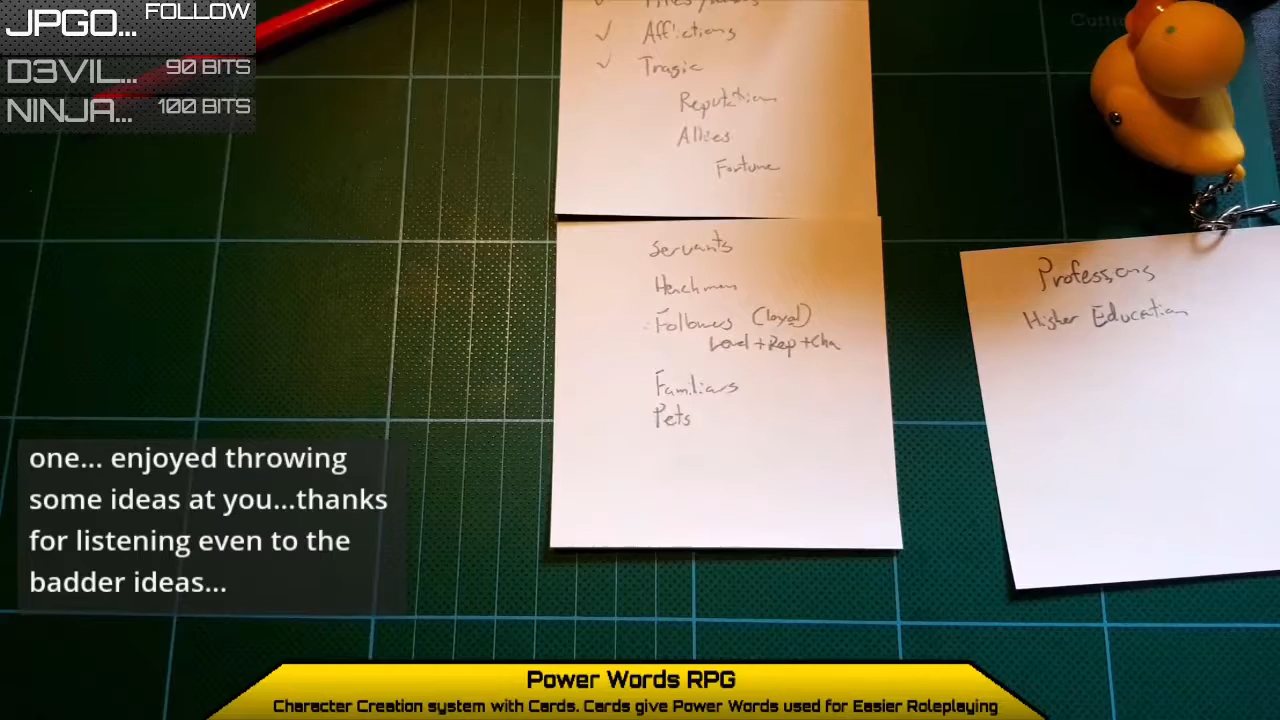 JPGO... FOLLOW
D3VIL... 90 BITS
NINJA... 100 BITS
✓ Afflictions
✓ Tragic
Reputation
Allies
Fortune
Servants
Henchmen
Followers (loyal)
Level + Rep + Cha
Familiars
Pets
Professions
Higher Education
one... enjoyed throwing
some ideas at you...thanks
for listening even to the
badder ideas...
Power Words RPG
Character Creation system with Cards. Cards give Power Words used for Easier Roleplaying